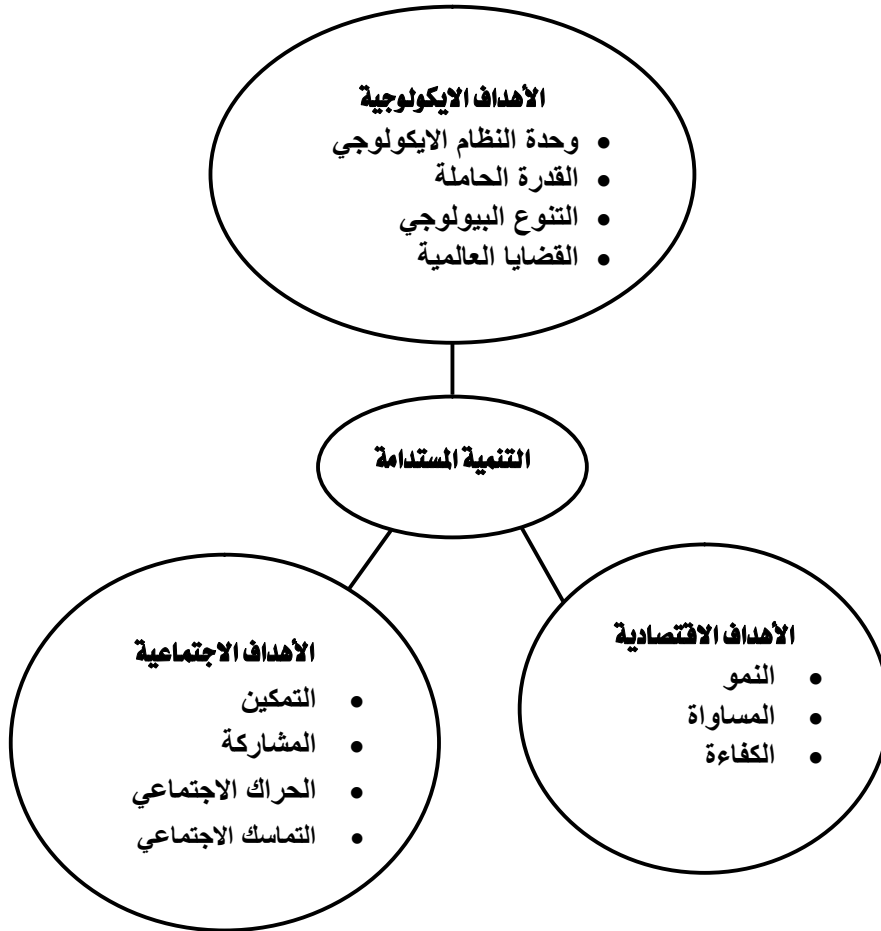 الأهداف الايكولوجية
• وحدة النظام الايكولوجي
• القدرة الحاملة
• التنوع البيولوجي
• القضايا العالمية
التنمية المستدامة
الأهداف الاقتصادية
• النمو
• المساواة
• الكفاءة
الأهداف الاجتماعية
• التمكين
• المشاركة
• الحراك الاجتماعي
• التماسك الاجتماعي